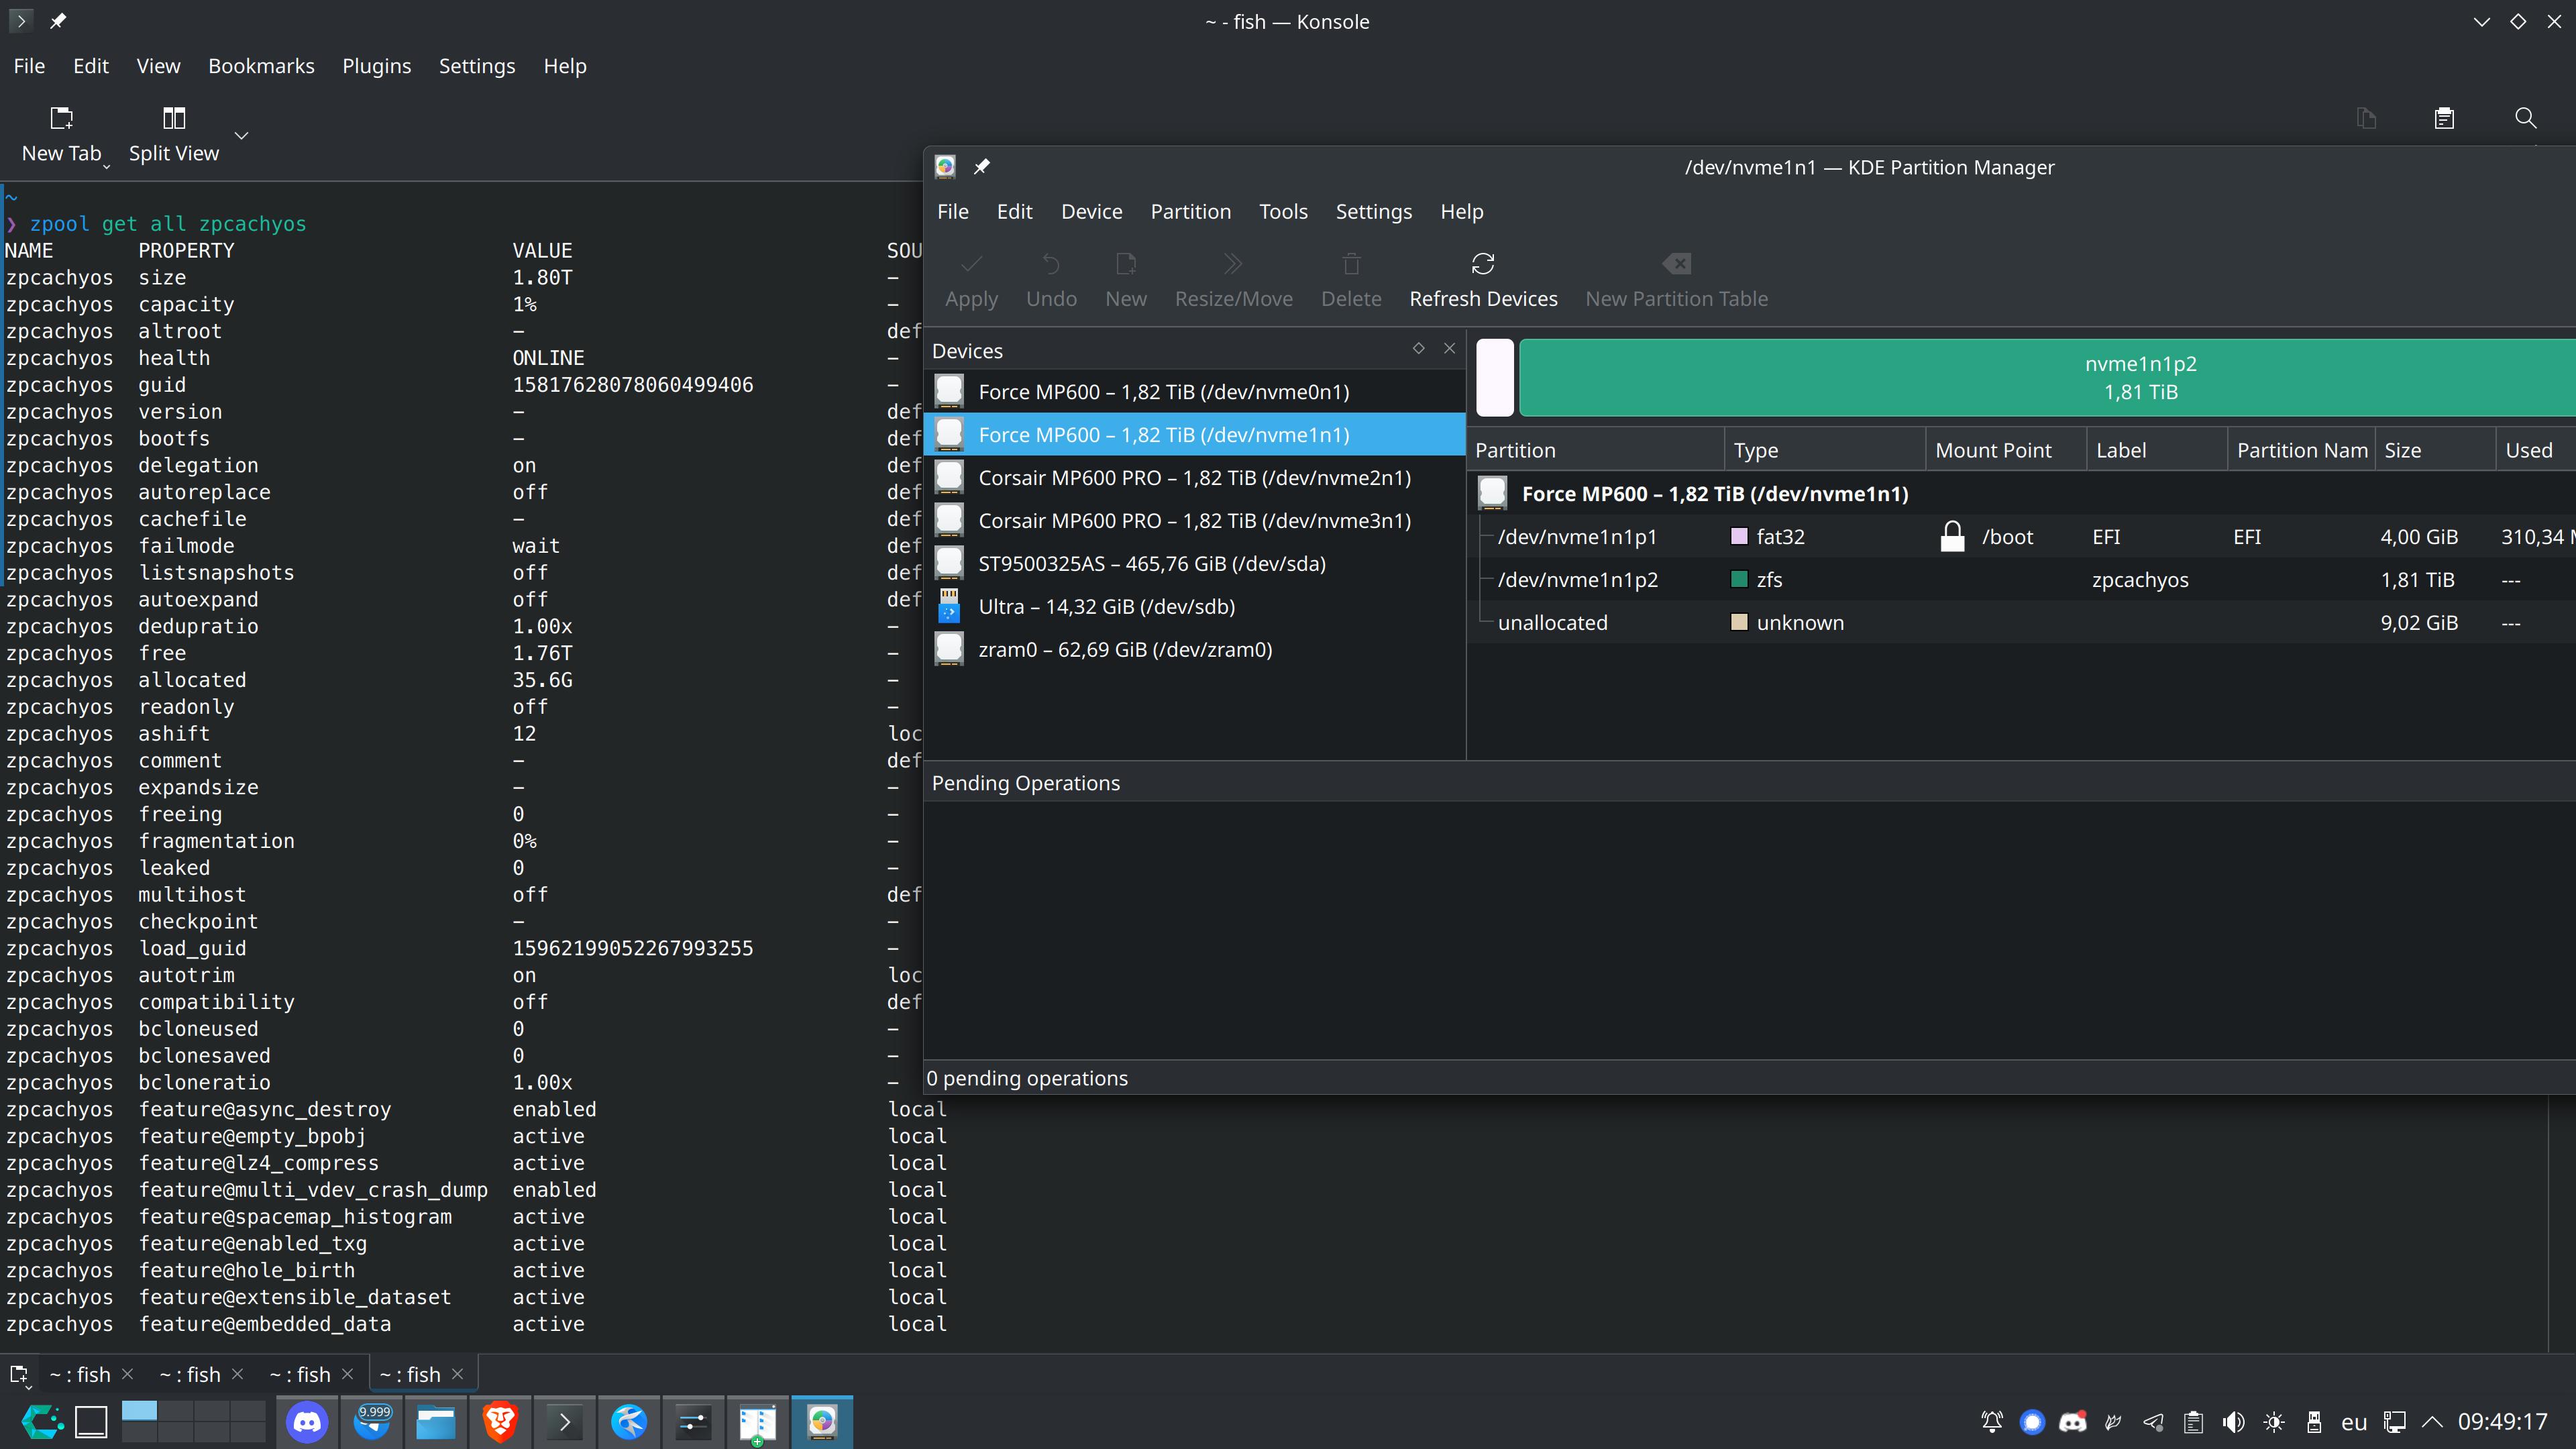 ~ - fish — Konsole
File Edit View Bookmarks Plugins Settings Help
New Tab Split View
~
❯ zpool get all zpcachyos
NAME PROPERTY VALUE SOU
zpcachyos size 1.80T -
zpcachyos capacity 1% -
zpcachyos altroot - def
zpcachyos health ONLINE -
zpcachyos guid 15817628078060499406 -
zpcachyos version - def
zpcachyos bootfs - def
zpcachyos delegation on def
zpcachyos autoreplace off def
zpcachyos cachefile - def
zpcachyos failmode wait def
zpcachyos listsnapshots off def
zpcachyos autoexpand off def
zpcachyos dedupratio 1.00x -
zpcachyos free 1.76T -
zpcachyos allocated 35.6G -
zpcachyos readonly off -
zpcachyos ashift 12 loc
zpcachyos comment - def
zpcachyos expandsize - -
zpcachyos freeing 0 -
zpcachyos fragmentation 0% -
zpcachyos leaked 0 -
zpcachyos multihost off def
zpcachyos checkpoint - -
zpcachyos load_guid 15962199052267993255 -
zpcachyos autotrim on loc
zpcachyos compatibility off def
zpcachyos bcloneused 0 -
zpcachyos bclonesaved 0 -
zpcachyos bcloneratio 1.00x -
zpcachyos feature@async_destroy enabled local
zpcachyos feature@empty_bpobj active local
zpcachyos feature@lz4_compress active local
zpcachyos feature@multi_vdev_crash_dump enabled local
zpcachyos feature@spacemap_histogram active local
zpcachyos feature@enabled_txg active local
zpcachyos feature@hole_birth active local
zpcachyos feature@extensible_dataset active local
zpcachyos feature@embedded_data active local
/dev/nvme1n1 — KDE Partition Manager
File Edit Device Partition Tools Settings Help
Apply Undo New Resize/Move Delete Refresh Devices New Partition Table
Devices
Force MP600 – 1,82 TiB (/dev/nvme0n1)
Force MP600 – 1,82 TiB (/dev/nvme1n1)
Corsair MP600 PRO – 1,82 TiB (/dev/nvme2n1)
Corsair MP600 PRO – 1,82 TiB (/dev/nvme3n1)
ST9500325AS – 465,76 GiB (/dev/sda)
Ultra – 14,32 GiB (/dev/sdb)
zram0 – 62,69 GiB (/dev/zram0)
nvme1n1p2
1,81 TiB
Partition Type Mount Point Label Partition Nam Size Used
Force MP600 – 1,82 TiB (/dev/nvme1n1)
/dev/nvme1n1p1 fat32 /boot EFI EFI 4,00 GiB 310,34 M
/dev/nvme1n1p2 zfs zpcachyos 1,81 TiB ---
unallocated unknown 9,02 GiB ---
Pending Operations
0 pending operations
~ : fish ~ : fish ~ : fish ~ : fish
9.999 eu 09:49:17